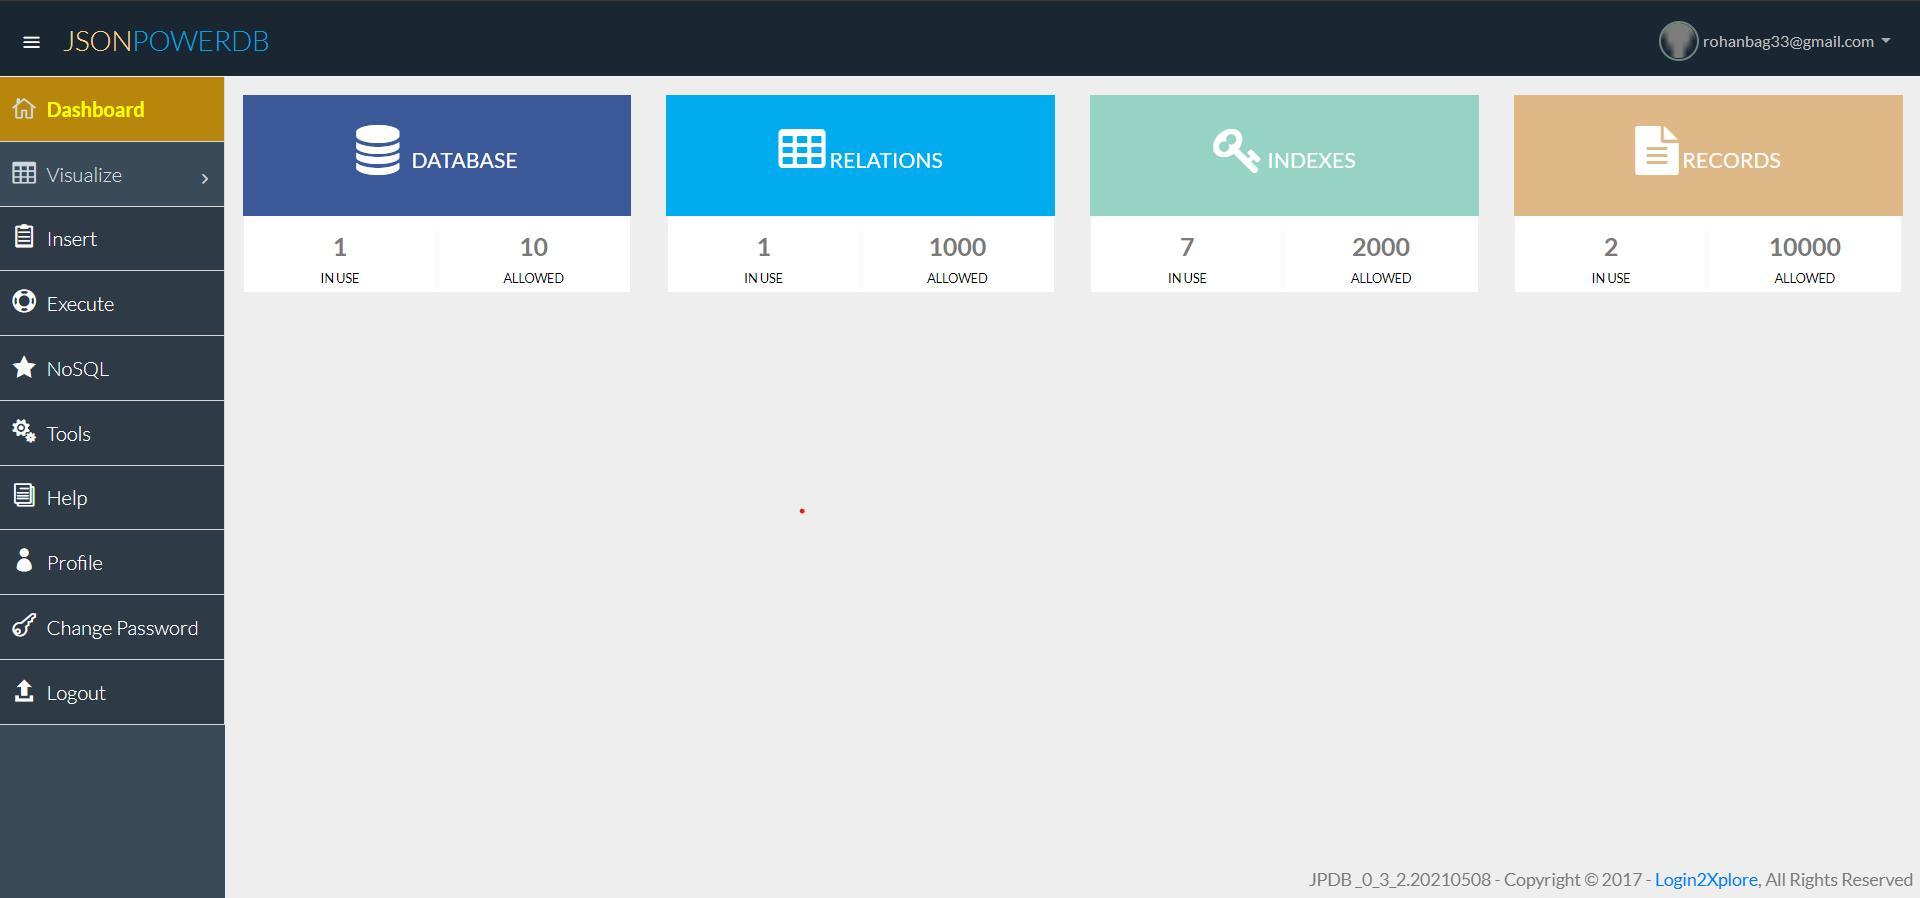 JSONPOWERDB
rohanbag33@gmail.com
Dashboard
Visualize
Insert
Execute
NoSQL
Tools
Help
Profile
Change Password
Logout
DATABASE
1
IN USE
10
ALLOWED
RELATIONS
1
IN USE
1000
ALLOWED
INDEXES
7
IN USE
2000
ALLOWED
RECORDS
2
IN USE
10000
ALLOWED
JPDB_0_3_2.20210508 - Copyright © 2017 - Login2Xplore, All Rights Reserved